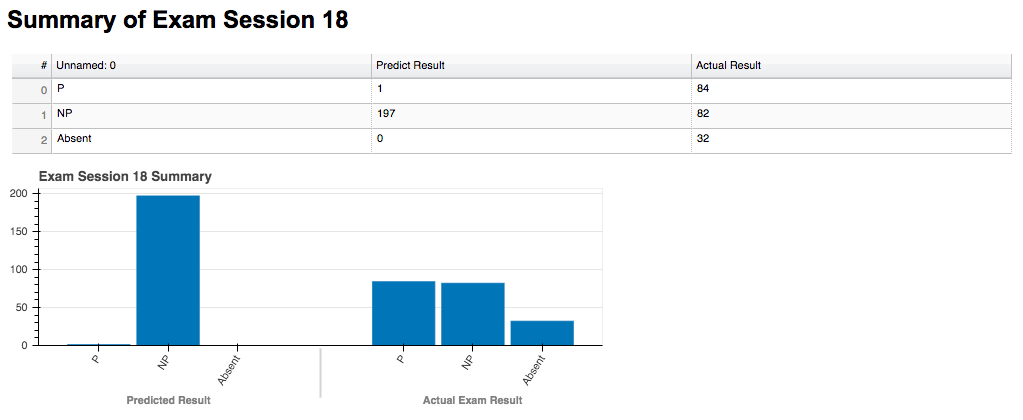 Summary of Exam Session 18
# Unnamed: 0 Predict Result Actual Result
0 P 1 84
1 NP 197 82
2 Absent 0 32
Exam Session 18 Summary
200
150
100
50
0
P NP Absent P NP Absent
Predicted Result Actual Exam Result